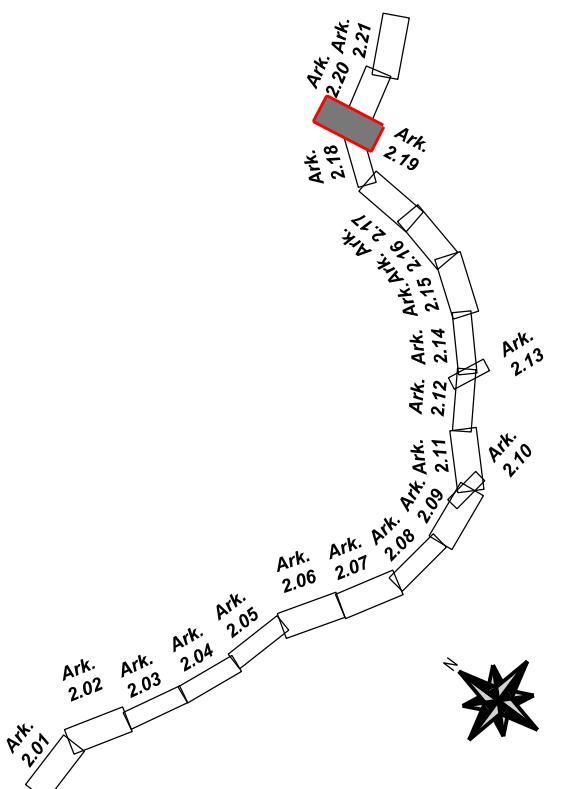 Ark.
2.21
Ark.
2.20
Ark.
2.19
Ark.
2.18
Ark.
2.17
Ark.
2.16
Ark.
2.15
Ark.
2.14
Ark.
2.13
Ark.
2.12
Ark.
2.11
Ark.
2.10
Ark.
2.09
Ark.
2.08
Ark.
2.07
Ark.
2.06
Ark.
2.05
Ark.
2.04
Ark.
2.03
Ark.
2.02
Ark.
2.01
N